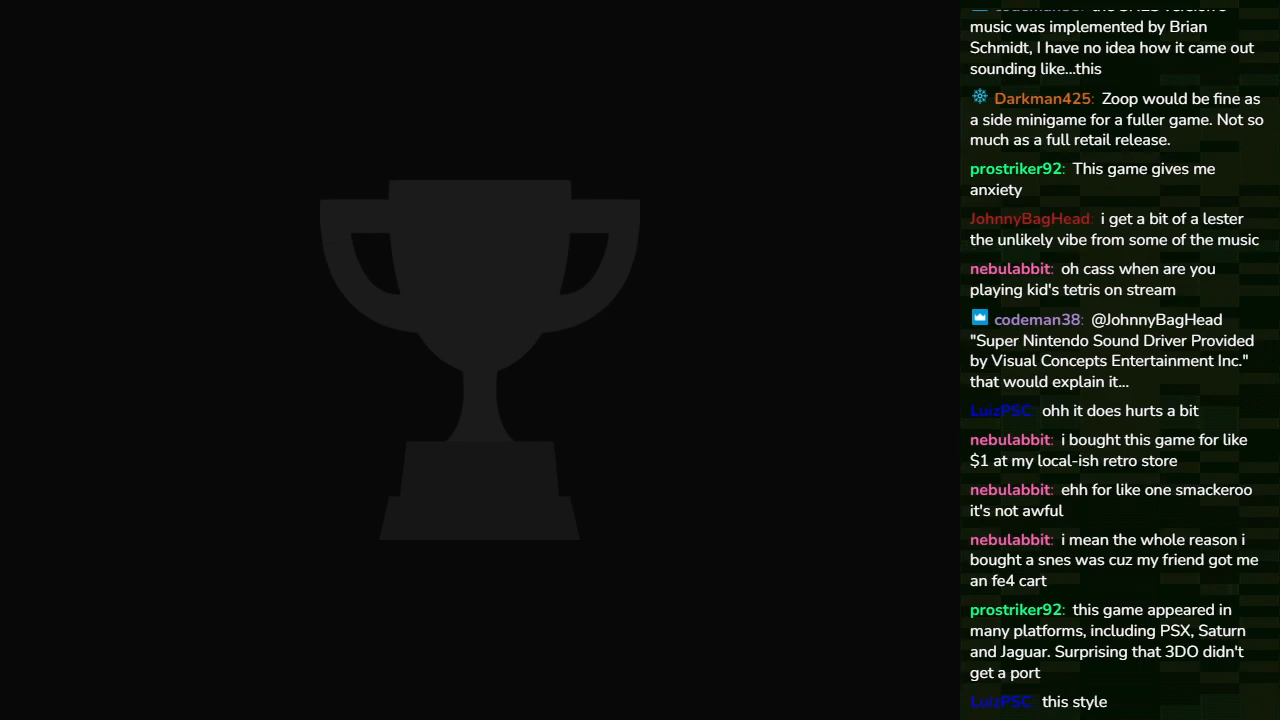 music was implemented by Brian
Schmidt, I have no idea how it came out
sounding like...this
Darkman425: Zoop would be fine as
a side minigame for a fuller game. Not so
much as a full retail release.
prostriker92: This game gives me
anxiety
JohnnyBagHead: i get a bit of a lester
the unlikely vibe from some of the music
nebulabbit: oh cass when are you
playing kid's tetris on stream
codeman38: @JohnnyBagHead
"Super Nintendo Sound Driver Provided
by Visual Concepts Entertainment Inc."
that would explain it...
LuizPSC: ohh it does hurts a bit
nebulabbit: i bought this game for like
$1 at my local-ish retro store
nebulabbit: ehh for like one smackeroo
it's not awful
nebulabbit: i mean the whole reason i
bought a snes was cuz my friend got me
an fe4 cart
prostriker92: this game appeared in
many platforms, including PSX, Saturn
and Jaguar. Surprising that 3DO didn't
get a port
LuizPSC: this style